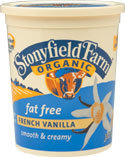 Stonyfield Farm
ORGANIC
fat free
FRENCH VANILLA
smooth & creamy